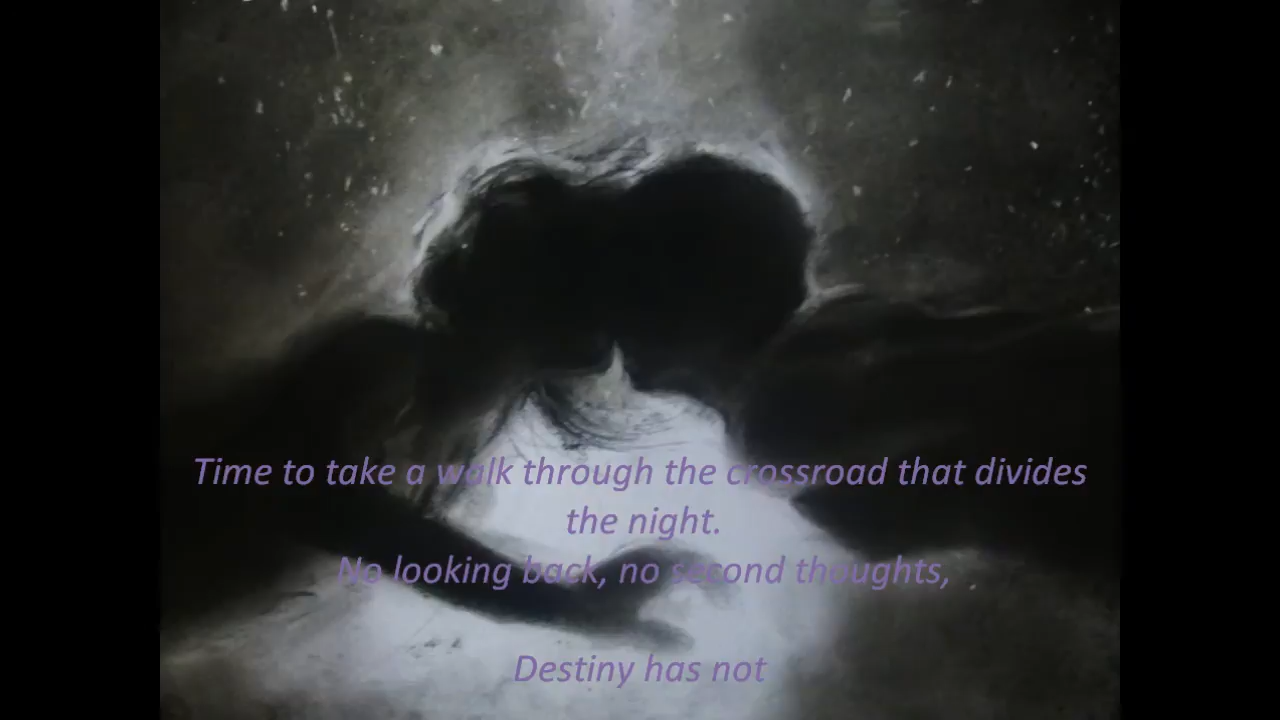 Time to take a walk through the crossroad that divides
the night.
No looking back, no second thoughts,
Destiny has not